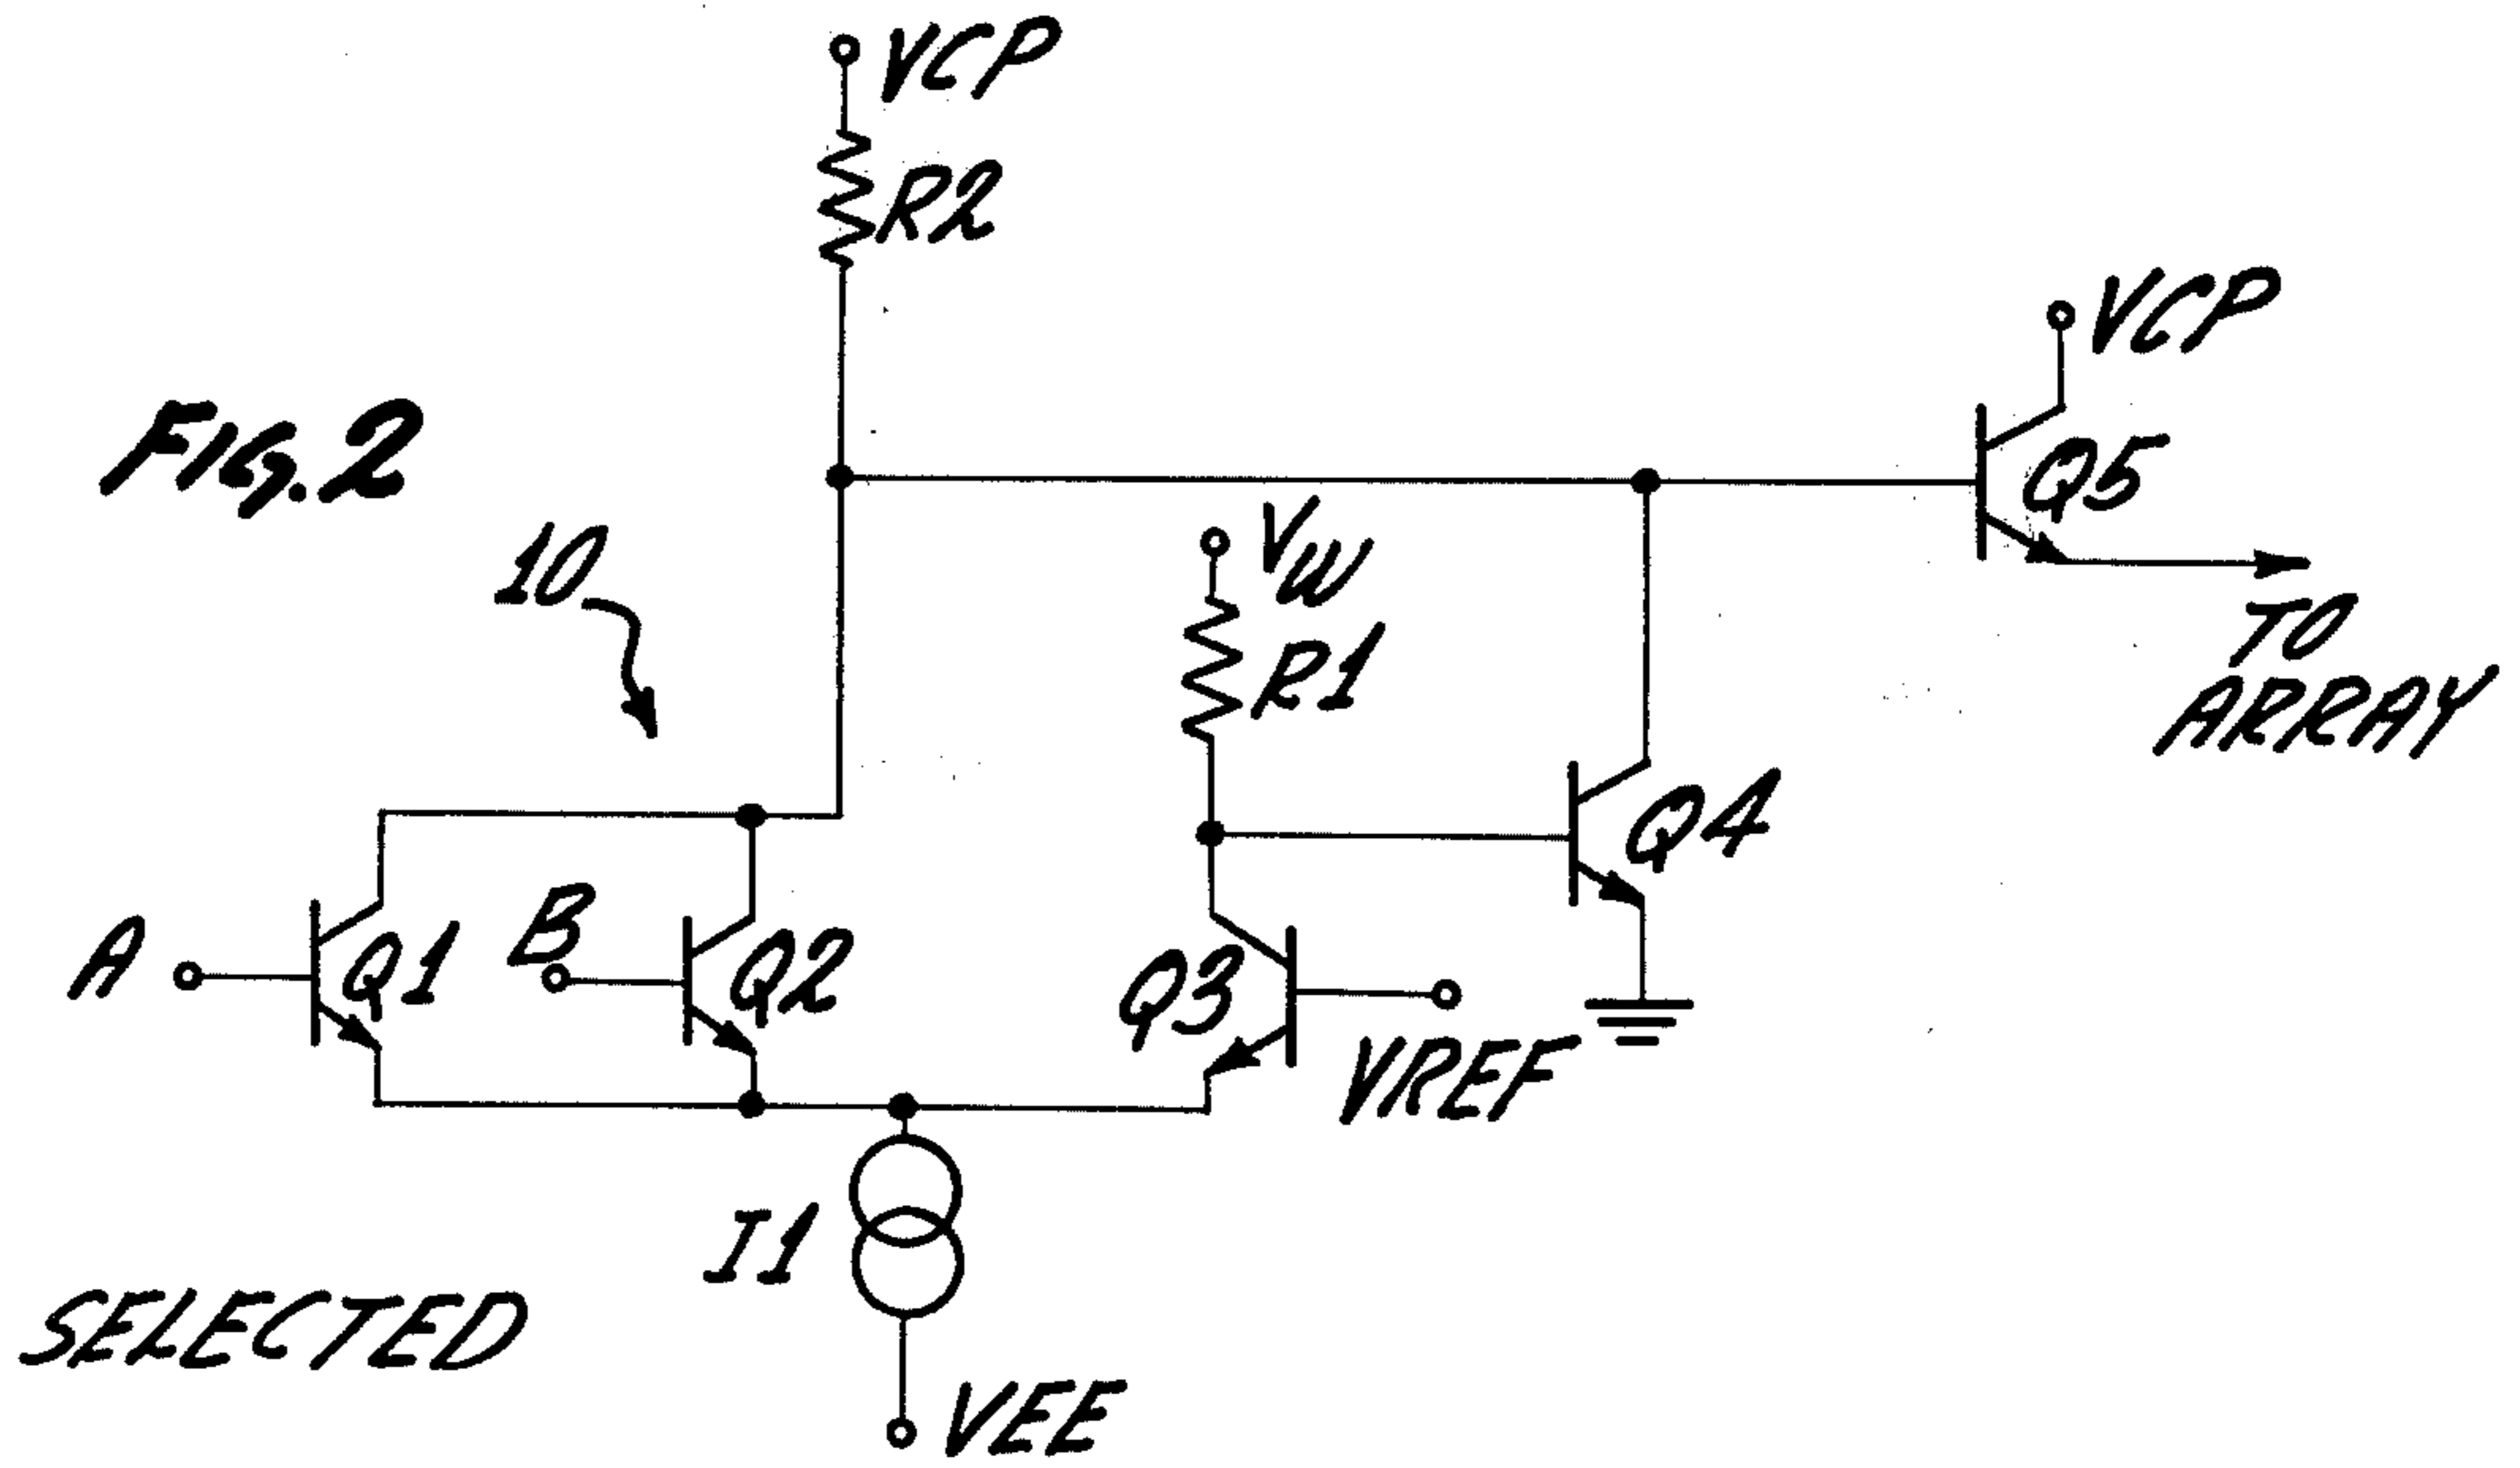 VCP
R2
VCP
FIG. 2
Q5
10
VW
R1
TO
ARRAY
Q4
A
Q1
B
Q2
Q3
VREF
I1
SELECTED
VEE